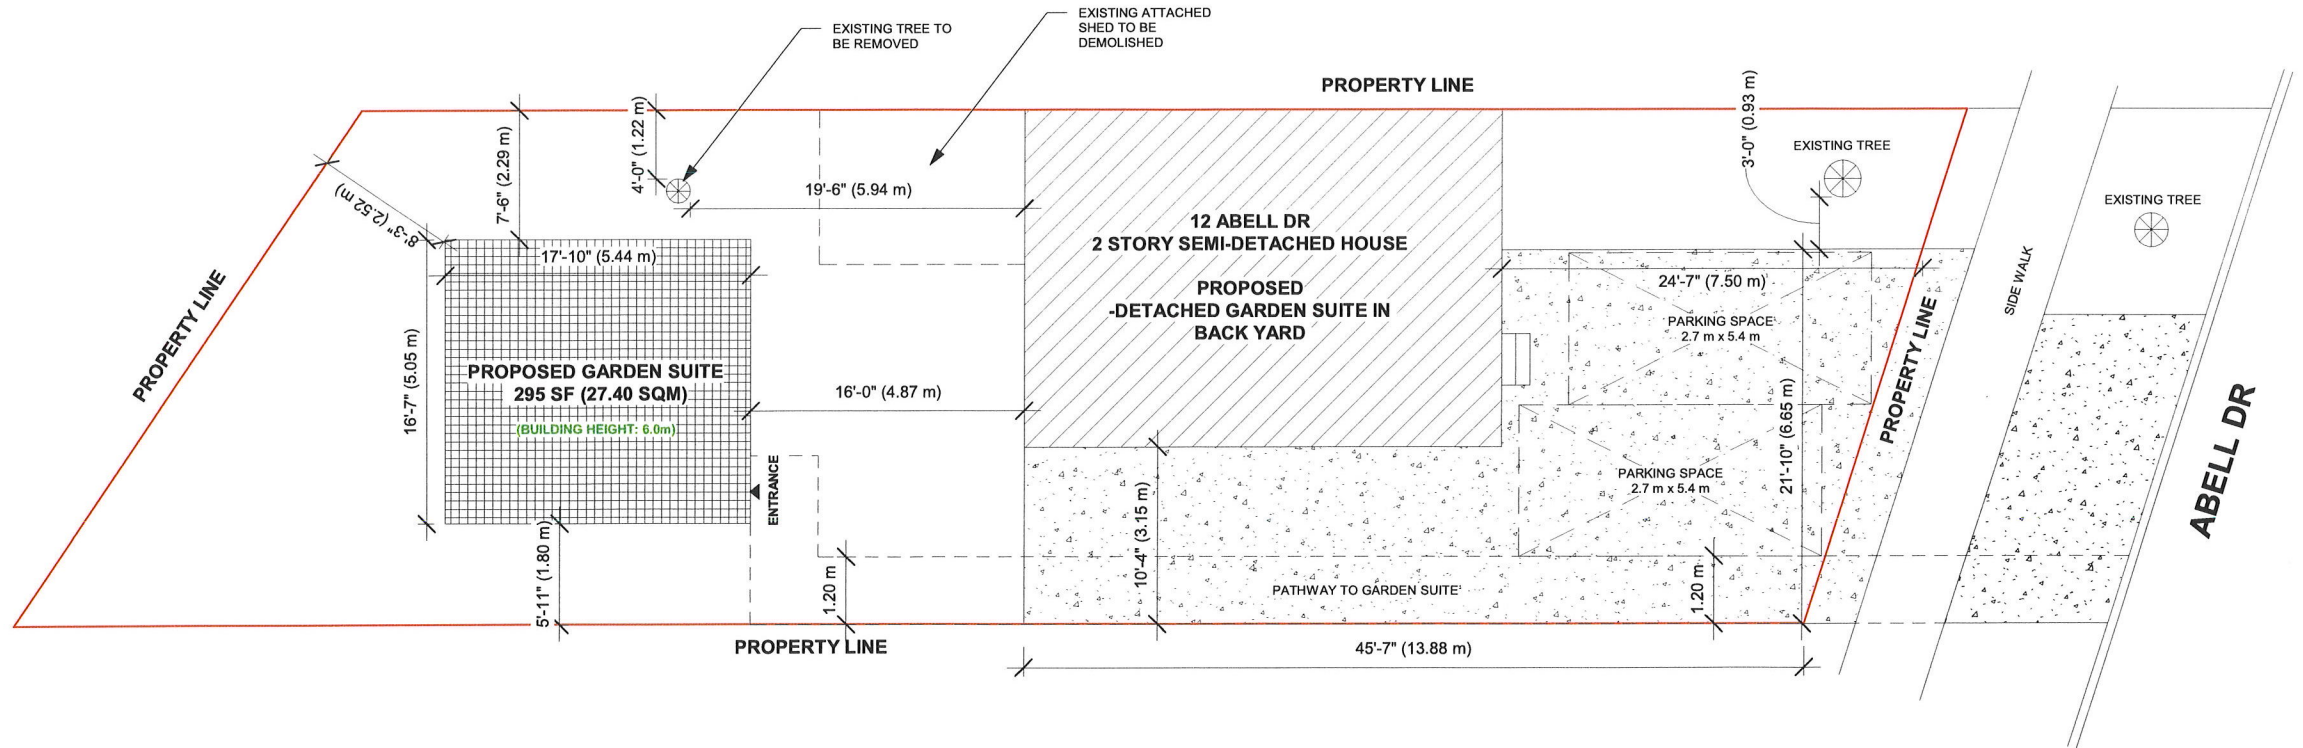 EXISTING TREE TO
BE REMOVED
EXISTING ATTACHED
SHED TO BE
DEMOLISHED
PROPERTY LINE
7'-6" (2.29 m)
4'-0" (1.22 m)
19'-6" (5.94 m)
3'-0" (0.93 m)
EXISTING TREE
EXISTING TREE
8'-3" (2.52 m)
17'-10" (5.44 m)
12 ABELL DR
2 STORY SEMI-DETACHED HOUSE
PROPOSED
-DETACHED GARDEN SUITE IN
BACK YARD
24'-7" (7.50 m)
PARKING SPACE
2.7 m x 5.4 m
SIDE WALK
PROPERTY LINE
PROPERTY LINE
16'-7" (5.05 m)
PROPOSED GARDEN SUITE
295 SF (27.40 SQM)
(BUILDING HEIGHT: 6.0m)
16'-0" (4.87 m)
21'-10" (6.65 m)
ABELL DR
ENTRANCE
PARKING SPACE
2.7 m x 5.4 m
10'-4" (3.15 m)
5'-11" (1.80 m)
1.20 m
PATHWAY TO GARDEN SUITE
1.20 m
PROPERTY LINE
45'-7" (13.88 m)